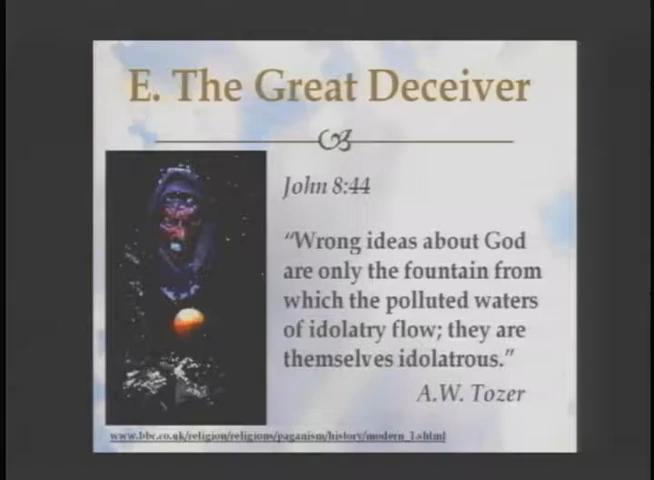 E. The Great Deceiver
John 8:44
"Wrong ideas about God
are only the fountain from
which the polluted waters
of idolatry flow; they are
themselves idolatrous."
A.W. Tozer
www.bbc.co.uk/religion/religions/paganism/history/modern_1.shtml